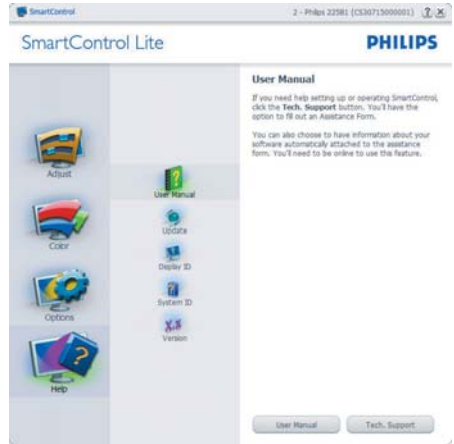 SmartControl
2 - Philips 225B1 (CS30715000001)
SmartControl Lite
PHILIPS
Adjust
Color
Options
Help
User Manual
Update
Display ID
System ID
Version
User Manual
If you need help setting up or operating SmartControl,
click the Tech. Support button. You'll have the
option to fill out an Assistance Form.
You can also choose to have information about your
software automatically attached to the assistance
form. You'll need to be online to use this feature.
User Manual
Tech. Support